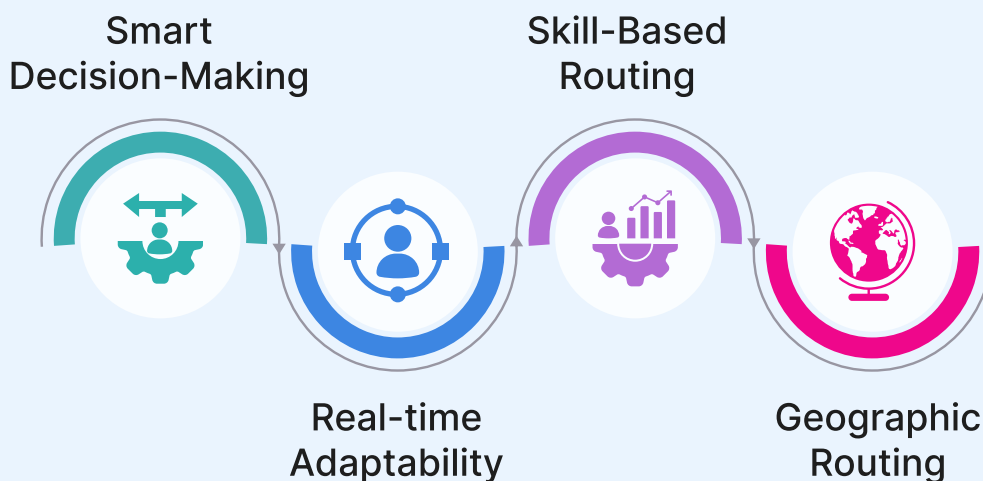 Smart
Decision-Making
Real-time
Adaptability
Skill-Based
Routing
Geographic
Routing